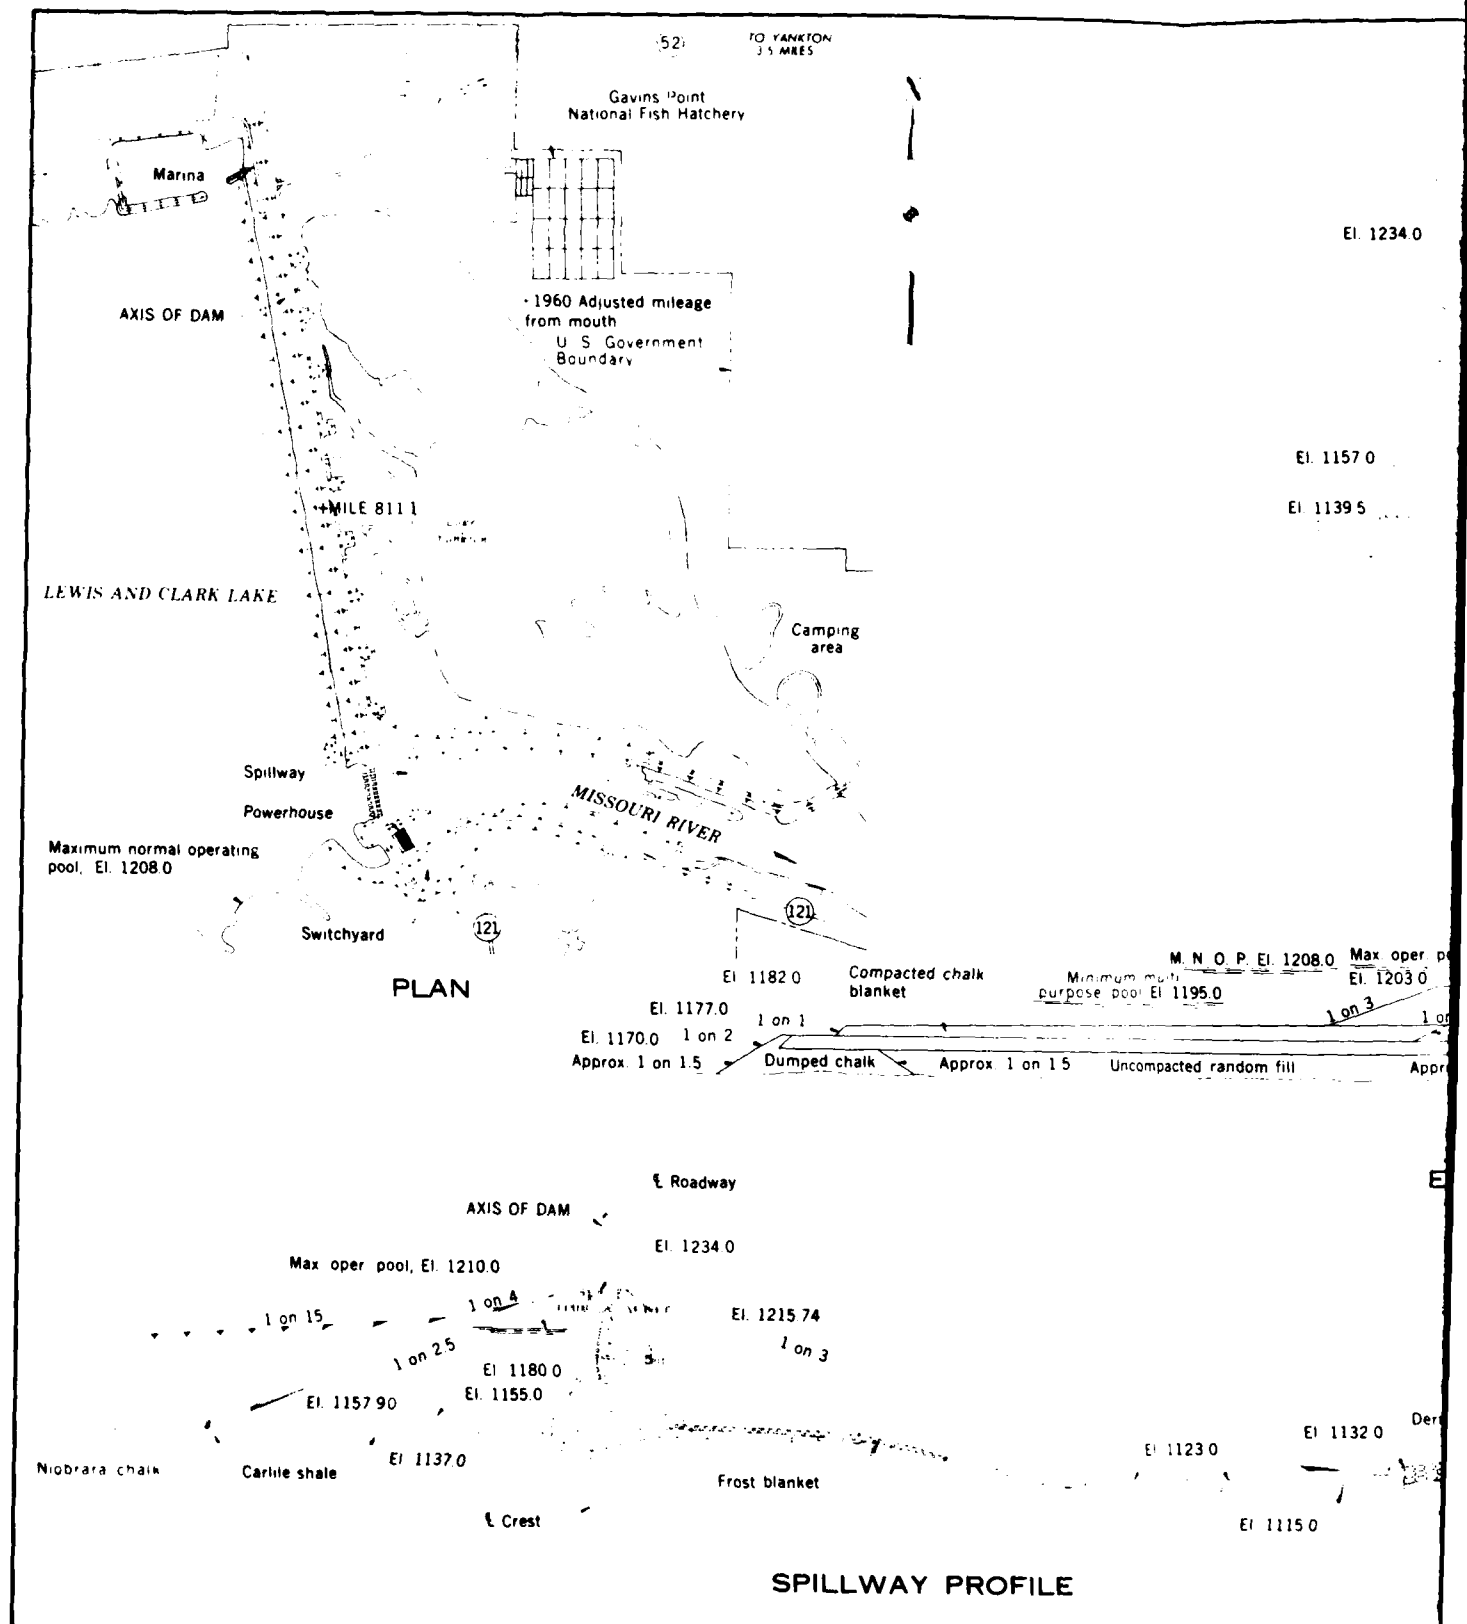 52
TO YANKTON
3.5 MILES
Gavins Point
National Fish Hatchery
Marina
El. 1234.0
AXIS OF DAM
1960 Adjusted mileage
from mouth
U S Government
Boundary
El. 1157.0
MILE 811.1
El. 1139.5
LEWIS AND CLARK LAKE
Camping
area
Spillway
Powerhouse
MISSOURI RIVER
Maximum normal operating
pool, El. 1208.0
Switchyard
121
121
PLAN
El 1182.0
Compacted chalk
blanket
Minimum multi
purpose pool El 1195.0
M. N. O. P. El. 1208.0
Max. oper.
El. 1203.0
El. 1177.0
1 on 1
1 on 3
El. 1170.0
1 on 2
Approx. 1 on 1.5
Dumped chalk
Approx. 1 on 1.5
Uncompacted random fill
℄ Roadway
AXIS OF DAM
El. 1234.0
Max oper pool, El. 1210.0
1 on 15
1 on 4
El. 1215.74
1 on 2.5
1 on 3
El 1180.0
El. 1157.90
El. 1155.0
El 1132.0
El 1123.0
Niobrara chalk
Carlile shale
El 1137.0
Frost blanket
℄ Crest
El 1115.0
SPILLWAY PROFILE